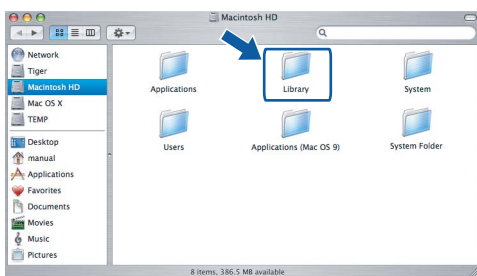 Macintosh HD
Network
Tiger
Macintosh HD
Mac OS X
TEMP
Desktop
manual
Applications
Favorites
Documents
Movies
Music
Pictures
Applications
Library
System
Users
Applications (Mac OS 9)
System Folder
8 items, 386.5 MB available